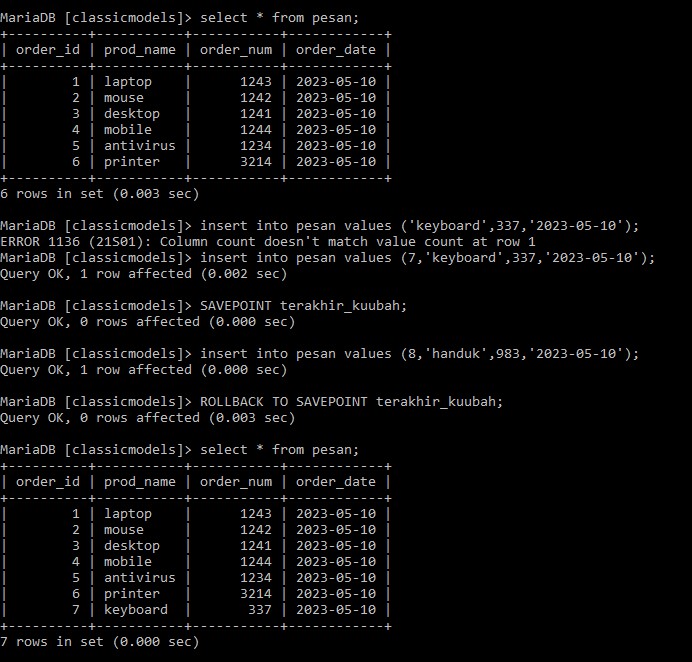 MariaDB [classicmodels]> select * from pesan;
+----------+-----------+-----------+------------+
| order_id | prod_name | order_num | order_date |
+----------+-----------+-----------+------------+
|        1 | laptop    |      1243 | 2023-05-10 |
|        2 | mouse     |      1242 | 2023-05-10 |
|        3 | desktop   |      1241 | 2023-05-10 |
|        4 | mobile    |      1244 | 2023-05-10 |
|        5 | antivirus |      1234 | 2023-05-10 |
|        6 | printer   |      3214 | 2023-05-10 |
+----------+-----------+-----------+------------+
6 rows in set (0.003 sec)
MariaDB [classicmodels]> insert into pesan values ('keyboard',337,'2023-05-10');
ERROR 1136 (21S01): Column count doesn't match value count at row 1
MariaDB [classicmodels]> insert into pesan values (7,'keyboard',337,'2023-05-10');
Query OK, 1 row affected (0.002 sec)
MariaDB [classicmodels]> SAVEPOINT terakhir_kuubah;
Query OK, 0 rows affected (0.000 sec)
MariaDB [classicmodels]> insert into pesan values (8,'handuk',983,'2023-05-10');
Query OK, 1 row affected (0.000 sec)
MariaDB [classicmodels]> ROLLBACK TO SAVEPOINT terakhir_kuubah;
Query OK, 0 rows affected (0.003 sec)
MariaDB [classicmodels]> select * from pesan;
+----------+-----------+-----------+------------+
| order_id | prod_name | order_num | order_date |
+----------+-----------+-----------+------------+
|        1 | laptop    |      1243 | 2023-05-10 |
|        2 | mouse     |      1242 | 2023-05-10 |
|        3 | desktop   |      1241 | 2023-05-10 |
|        4 | mobile    |      1244 | 2023-05-10 |
|        5 | antivirus |      1234 | 2023-05-10 |
|        6 | printer   |      3214 | 2023-05-10 |
|        7 | keyboard  |       337 | 2023-05-10 |
+----------+-----------+-----------+------------+
7 rows in set (0.000 sec)